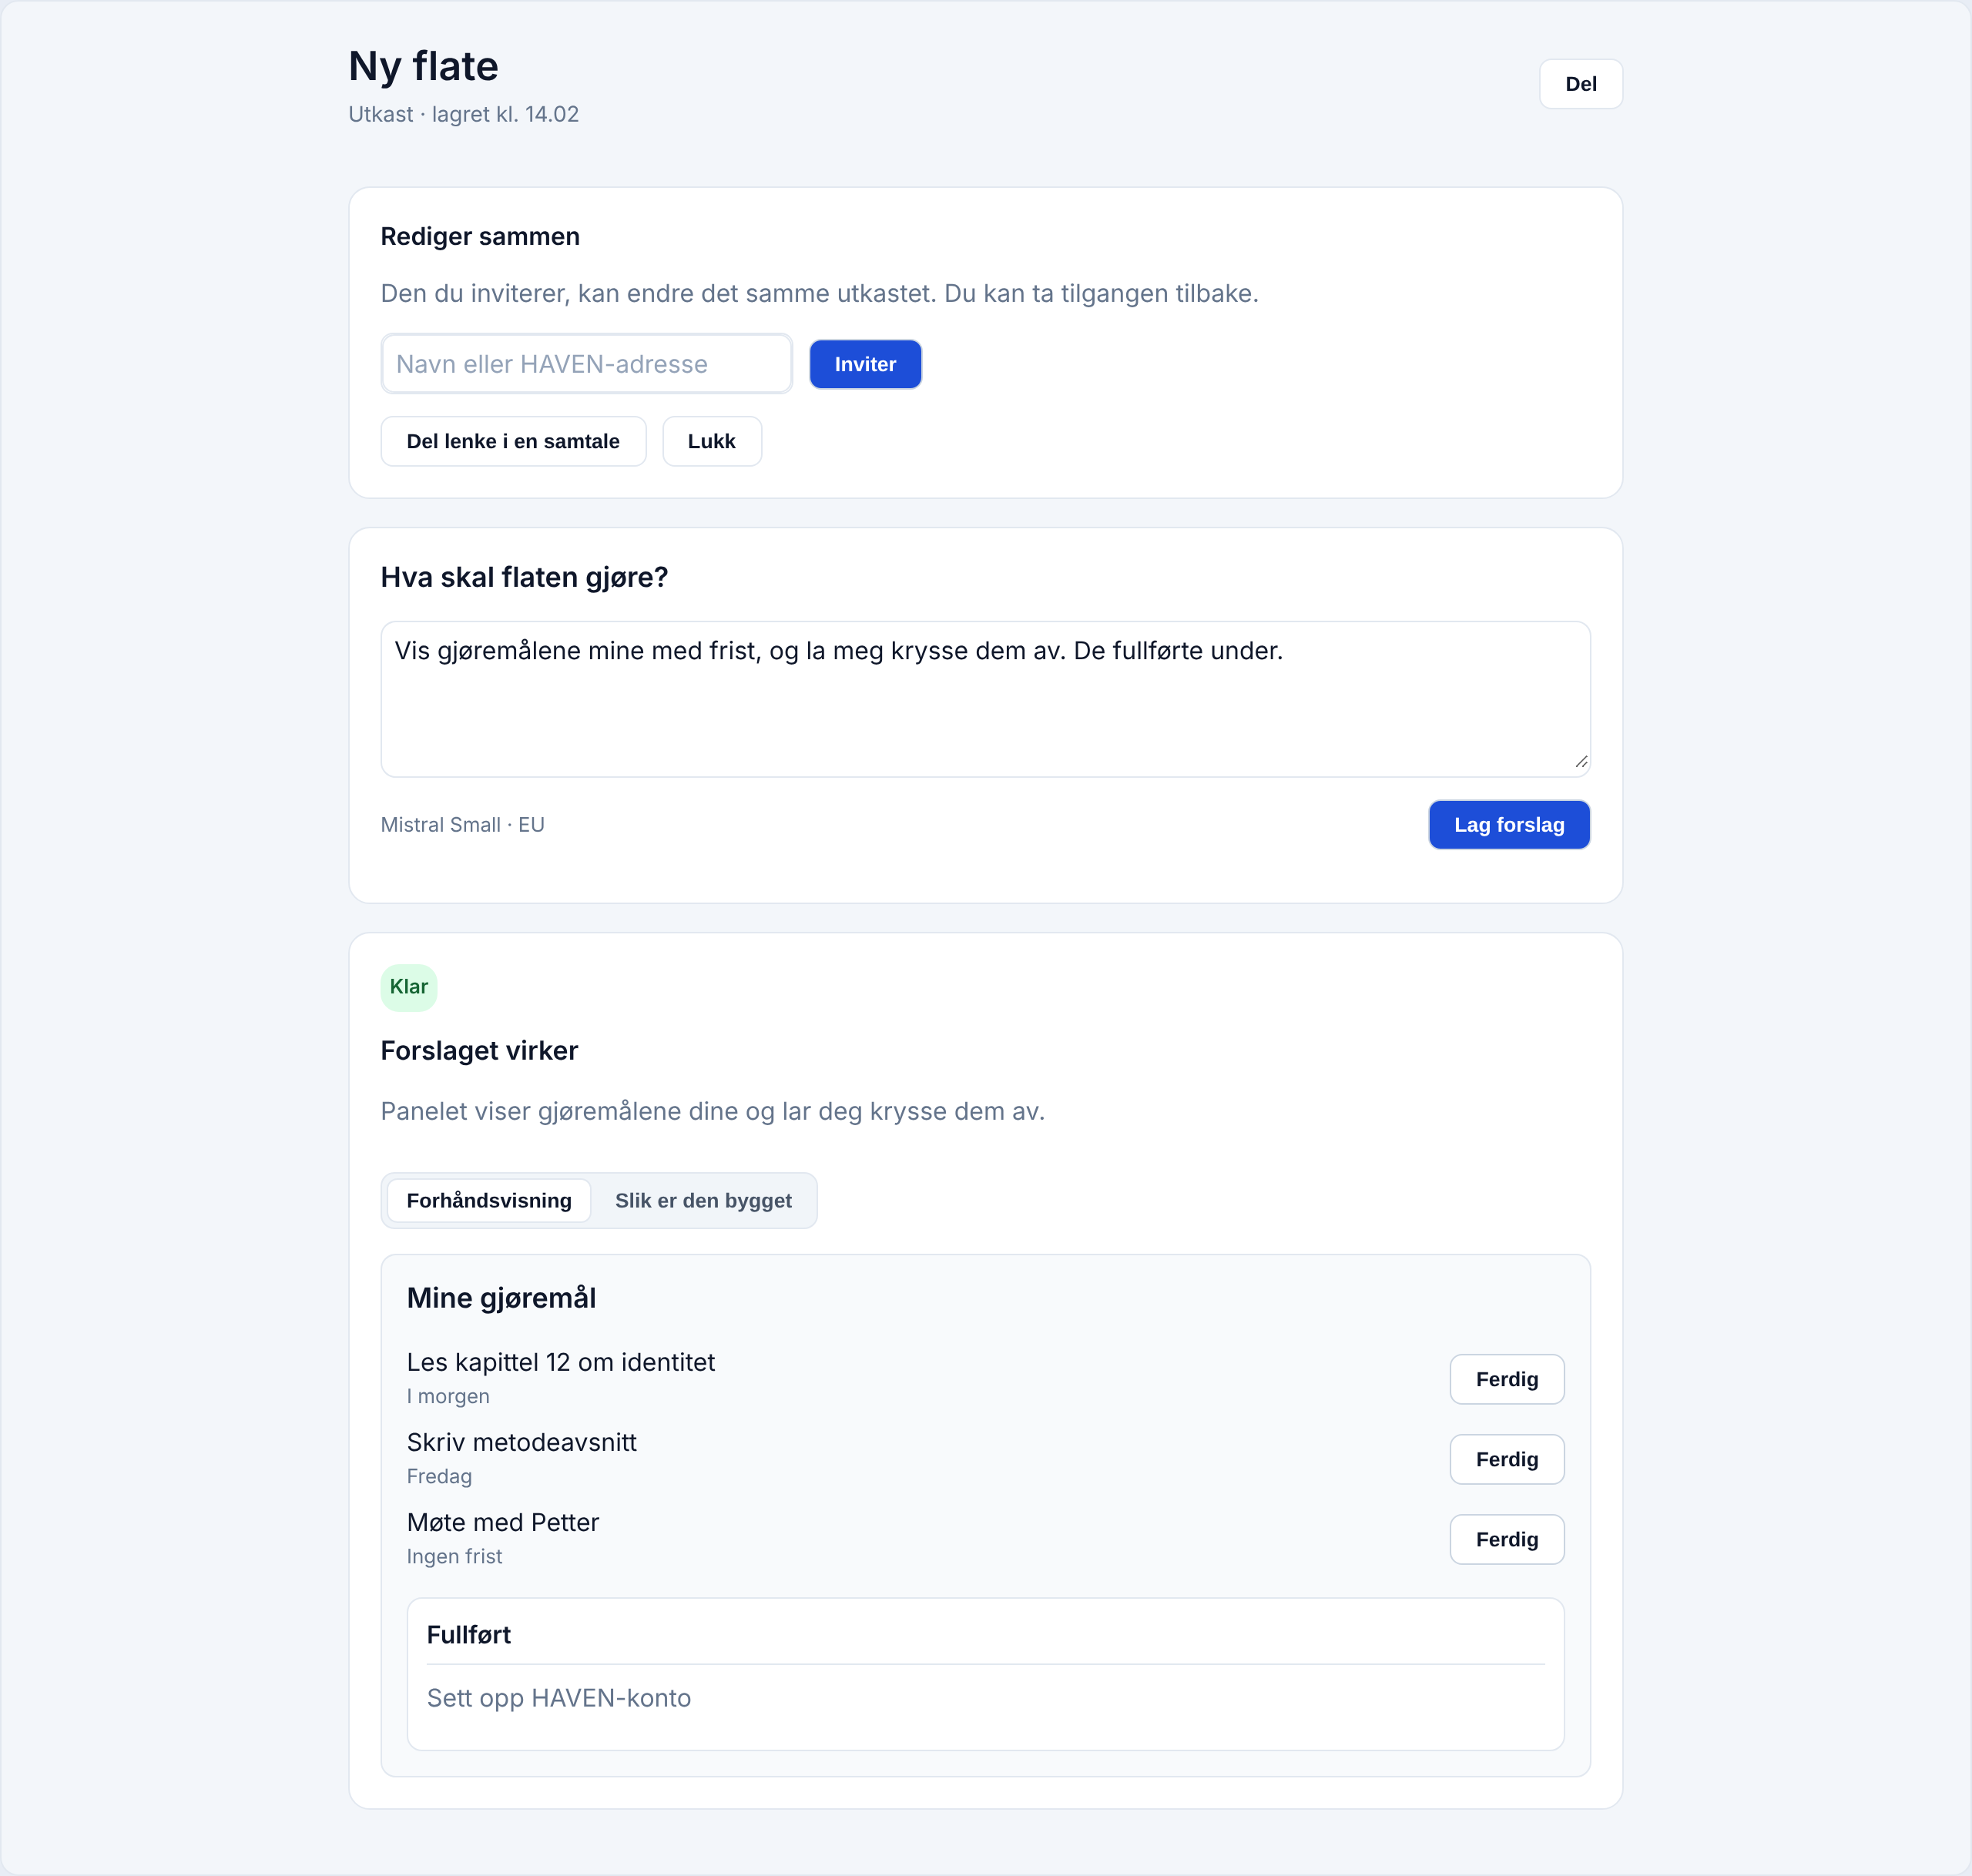 Ny flate
Utkast · lagret kl. 14.02
Del
Rediger sammen
Den du inviterer, kan endre det samme utkastet. Du kan ta tilgangen tilbake.
Navn eller HAVEN-adresse
Inviter
Del lenke i en samtale
Lukk
Hva skal flaten gjøre?
Vis gjøremålene mine med frist, og la meg krysse dem av. De fullførte under.
Mistral Small · EU
Lag forslag
Klar
Forslaget virker
Panelet viser gjøremålene dine og lar deg krysse dem av.
Forhåndsvisning
Slik er den bygget
Mine gjøremål
Les kapittel 12 om identitet
I morgen
Ferdig
Skriv metodeavsnitt
Fredag
Ferdig
Møte med Petter
Ingen frist
Ferdig
Fullført
Sett opp HAVEN-konto